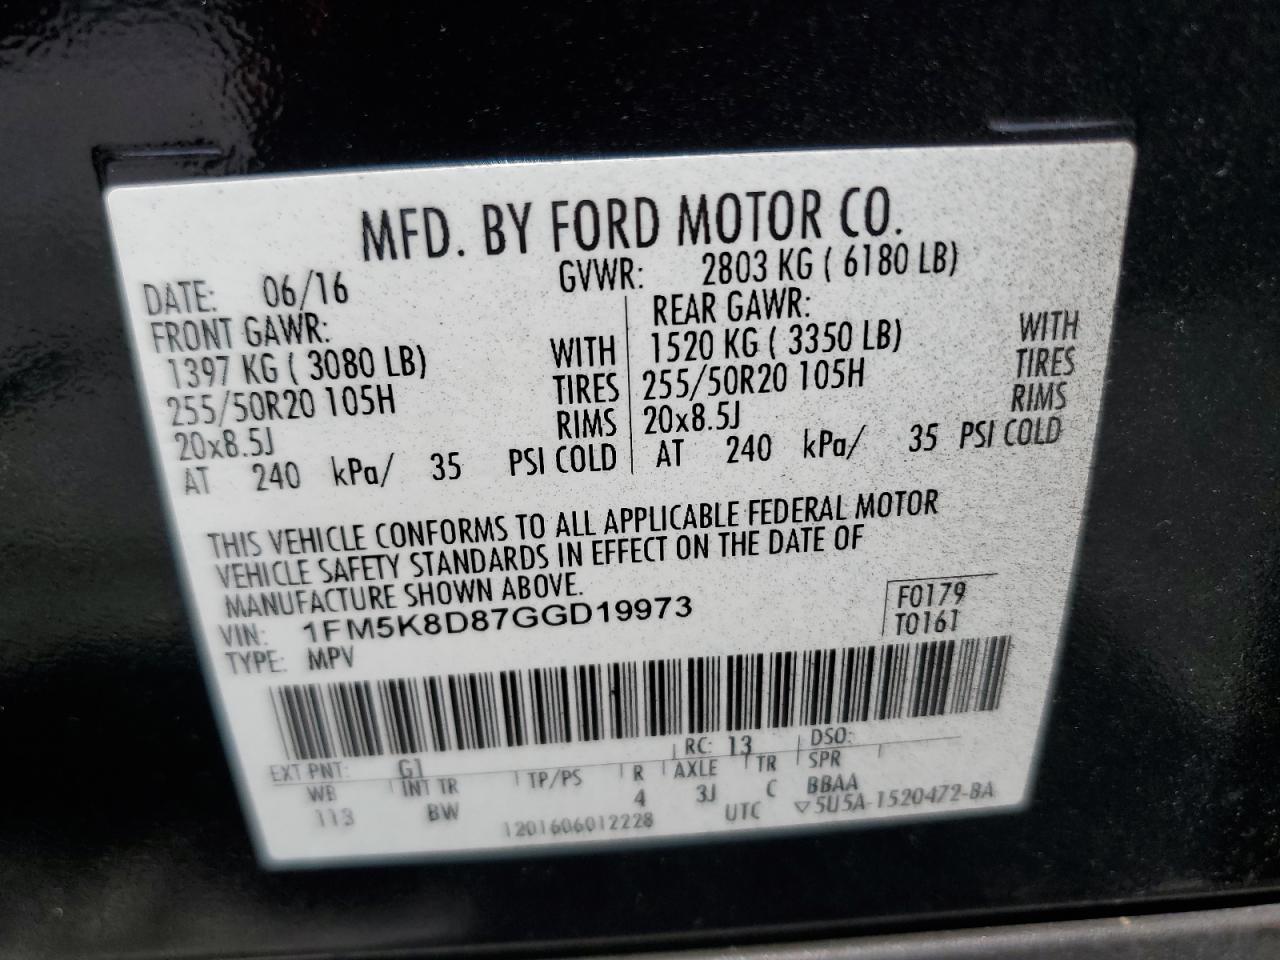 MFD. BY FORD MOTOR CO.
DATE: 06/16 GVWR: 2803 KG ( 6180 LB)
FRONT GAWR: REAR GAWR:
1397 KG ( 3080 LB) WITH 1520 KG ( 3350 LB) WITH
255/50R20 105H TIRES 255/50R20 105H TIRES
20x8.5J RIMS 20x8.5J RIMS
AT 240 kPa/ 35 PSI COLD AT 240 kPa/ 35 PSI COLD
THIS VEHICLE CONFORMS TO ALL APPLICABLE FEDERAL MOTOR
VEHICLE SAFETY STANDARDS IN EFFECT ON THE DATE OF
MANUFACTURE SHOWN ABOVE.
VIN: 1FM5K8D87GGD19973 F0179
TYPE: MPV T0161
EXT PNT: G1 RC: 13 DSO:
WB INT TR TP/PS R AXLE TR SPR
113 BW 4 3J C BBAA
1201606012228 UTC ▽5U5A-1520472-BA